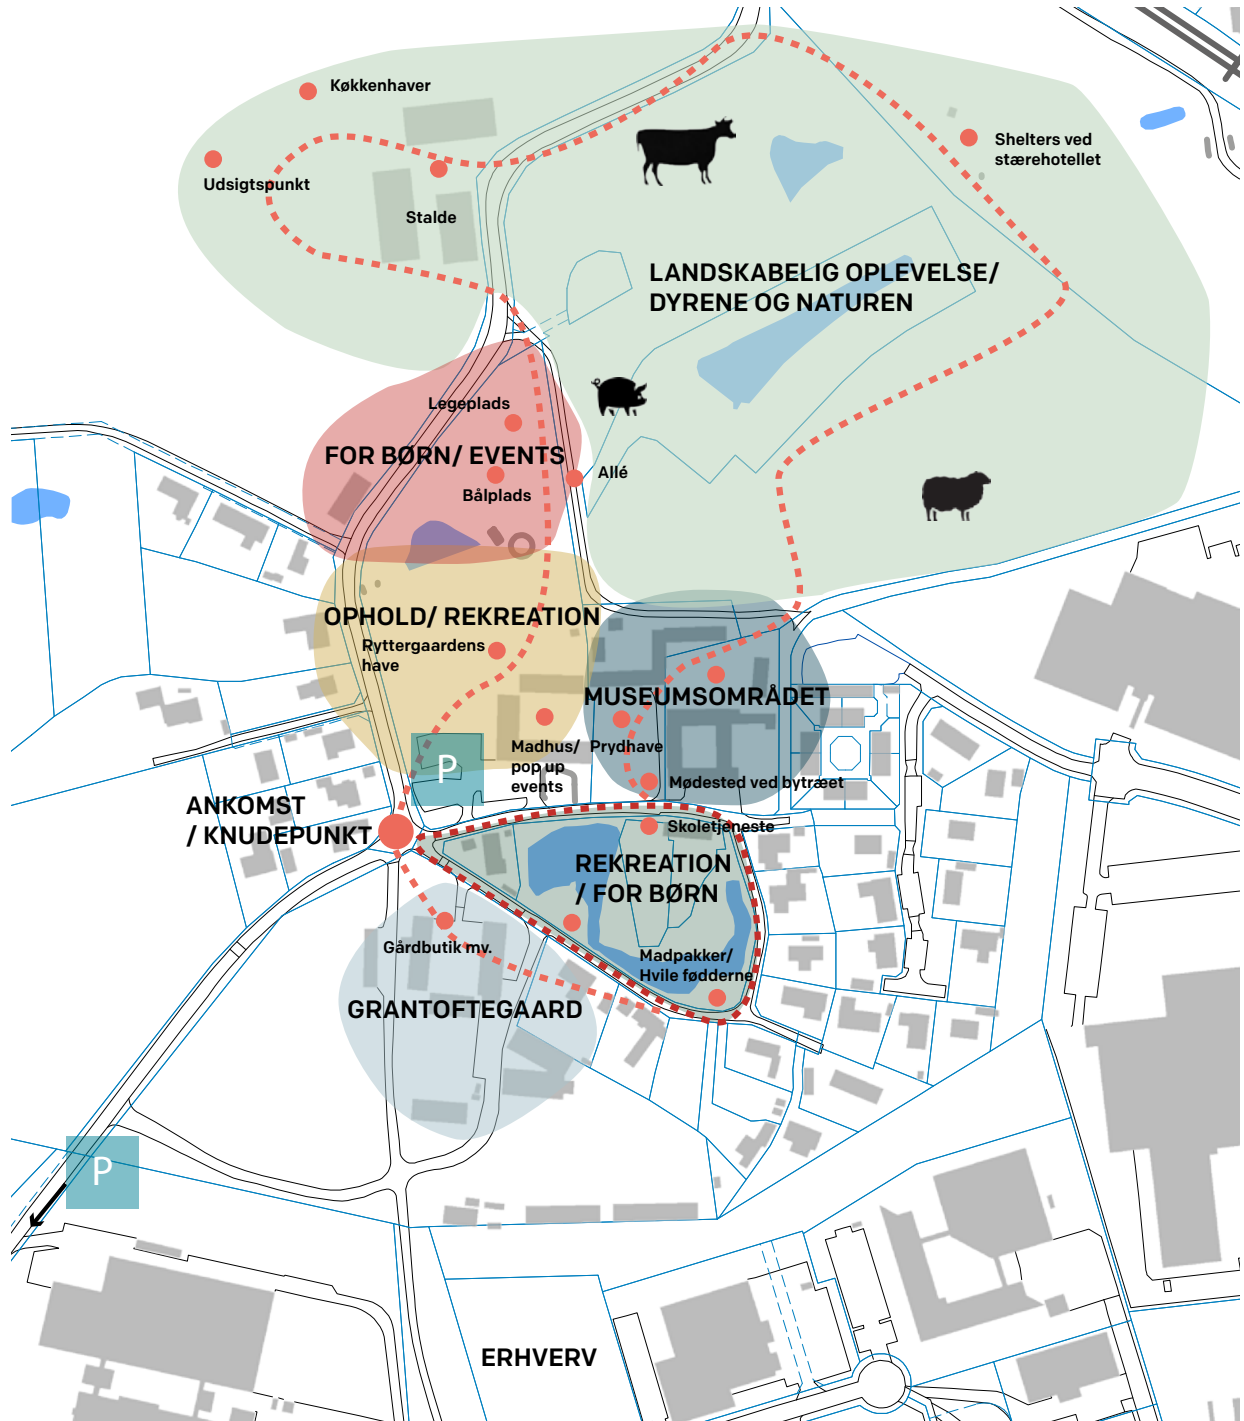 Køkkenhaver
Shelters ved
stærehotellet
Udsigtspunkt
Stalde
LANDSKABELIG OPLEVELSE/
DYRENE OG NATUREN
Legeplads
FOR BØRN/ EVENTS
Allé
Bålplads
OPHOLD/ REKREATION
Ryttergaardens
have
MUSEUMSOMRÅDET
Madhus/
pop up
events
Prydhave
P
Mødested ved bytræet
ANKOMST
/ KNUDEPUNKT
Skoletjeneste
REKREATION
/ FOR BØRN
Gårdbutik mv.
Madpakker/
Hvile fødderne
GRANTOFTEGAARD
P
ERHVERV